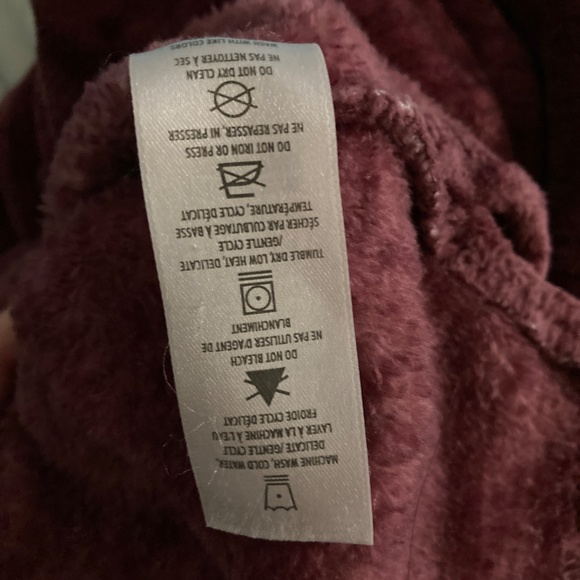 MACHINE WASH, COLD WATER,
DELICATE/GENTLE CYCLE
LAVER À LA MACHINE À L'EAU
FROIDE CYCLE DÉLICAT
DO NOT BLEACH
NE PAS UTILISER D'AGENT DE
BLANCHIMENT
TUMBLE DRY, LOW HEAT, DELICATE
/GENTLE CYCLE
SÉCHER PAR CULBUTAGE À BASSE
TEMPÉRATURE, CYCLE DÉLICAT
DO NOT IRON OR PRESS
NE PAS REPASSER, NI PRESSER
DO NOT DRY CLEAN
NE PAS NETTOYER À SEC
WASH WITH LIKE COLORS